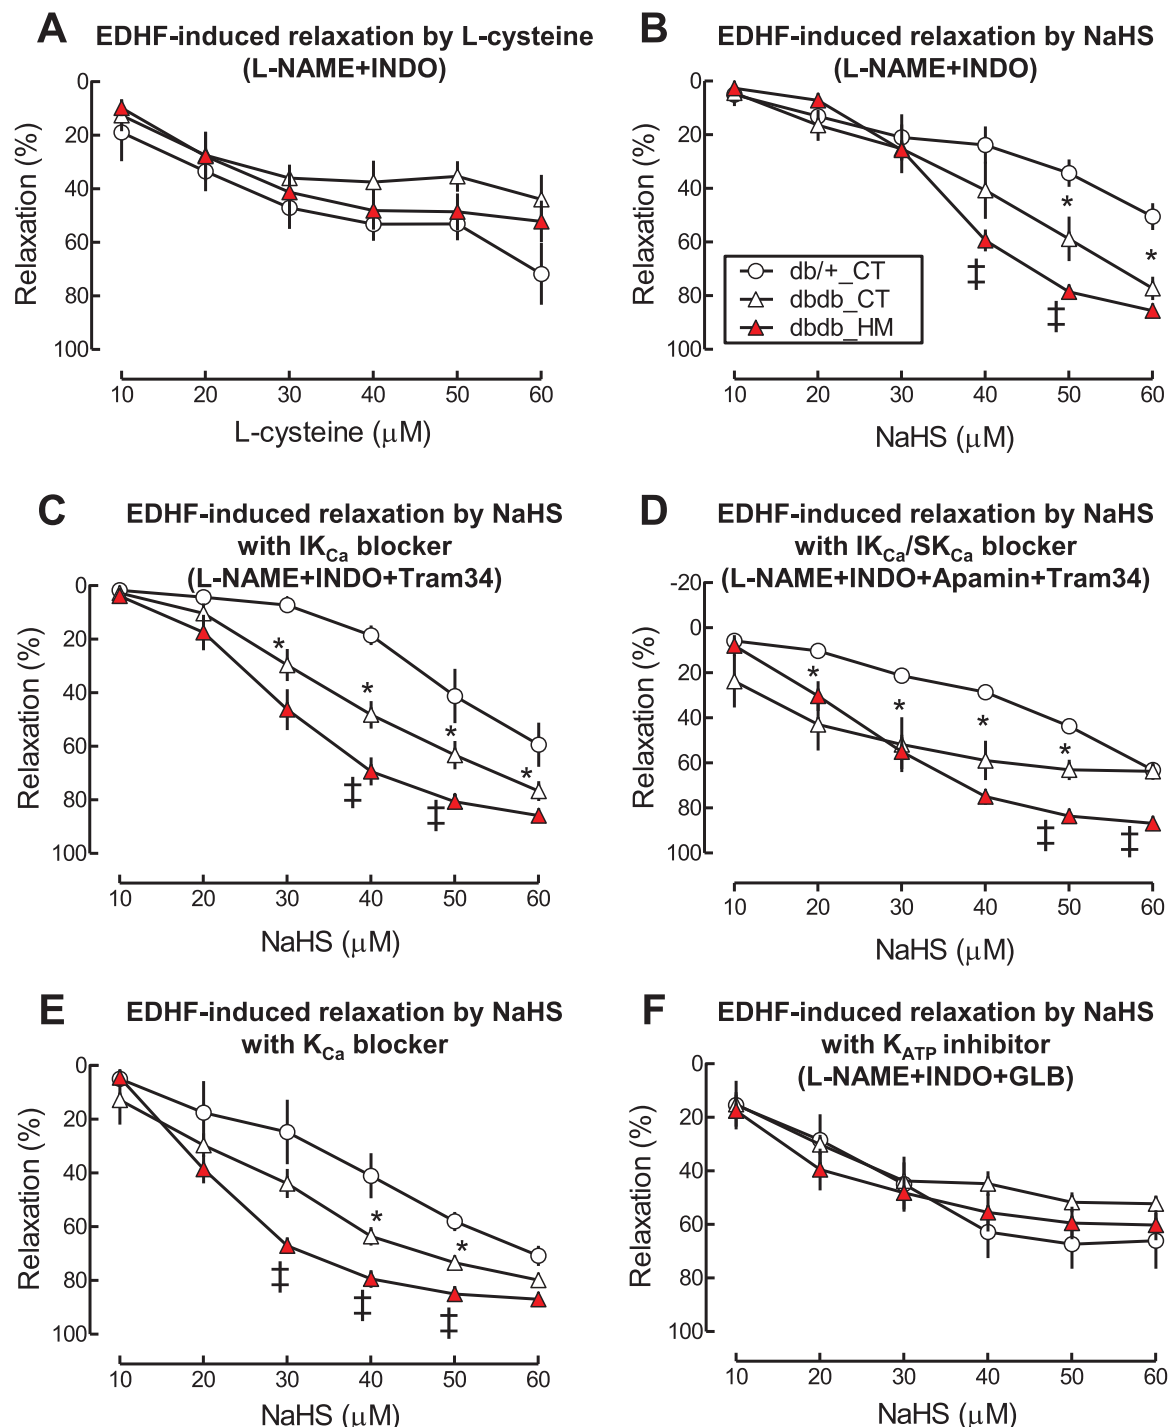 A
EDHF-induced relaxation by L-cysteine
(L-NAME+INDO)
Relaxation (%)
0
20
40
60
80
100
10 20 30 40 50 60
L-cysteine (μM)
B
EDHF-induced relaxation by NaHS
(L-NAME+INDO)
Relaxation (%)
0
20
40
60
80
100
*
*
‡
‡
db/+_CT
dbdb_CT
dbdb_HM
10 20 30 40 50 60
NaHS (μM)
C
EDHF-induced relaxation by NaHS
with IKCa blocker
(L-NAME+INDO+Tram34)
Relaxation (%)
0
20
40
60
80
100
*
*
*
*
‡
‡
10 20 30 40 50 60
NaHS (μM)
D
EDHF-induced relaxation by NaHS
with IKCa/SKCa blocker
(L-NAME+INDO+Apamin+Tram34)
Relaxation (%)
-20
0
20
40
60
80
100
*
*
*
*
‡
‡
10 20 30 40 50 60
NaHS (μM)
E
EDHF-induced relaxation by NaHS
with KCa blocker
Relaxation (%)
0
20
40
60
80
100
*
*
‡
‡
‡
10 20 30 40 50 60
NaHS (μM)
F
EDHF-induced relaxation by NaHS
with KATP inhibitor
(L-NAME+INDO+GLB)
Relaxation (%)
0
20
40
60
80
100
10 20 30 40 50 60
NaHS (μM)